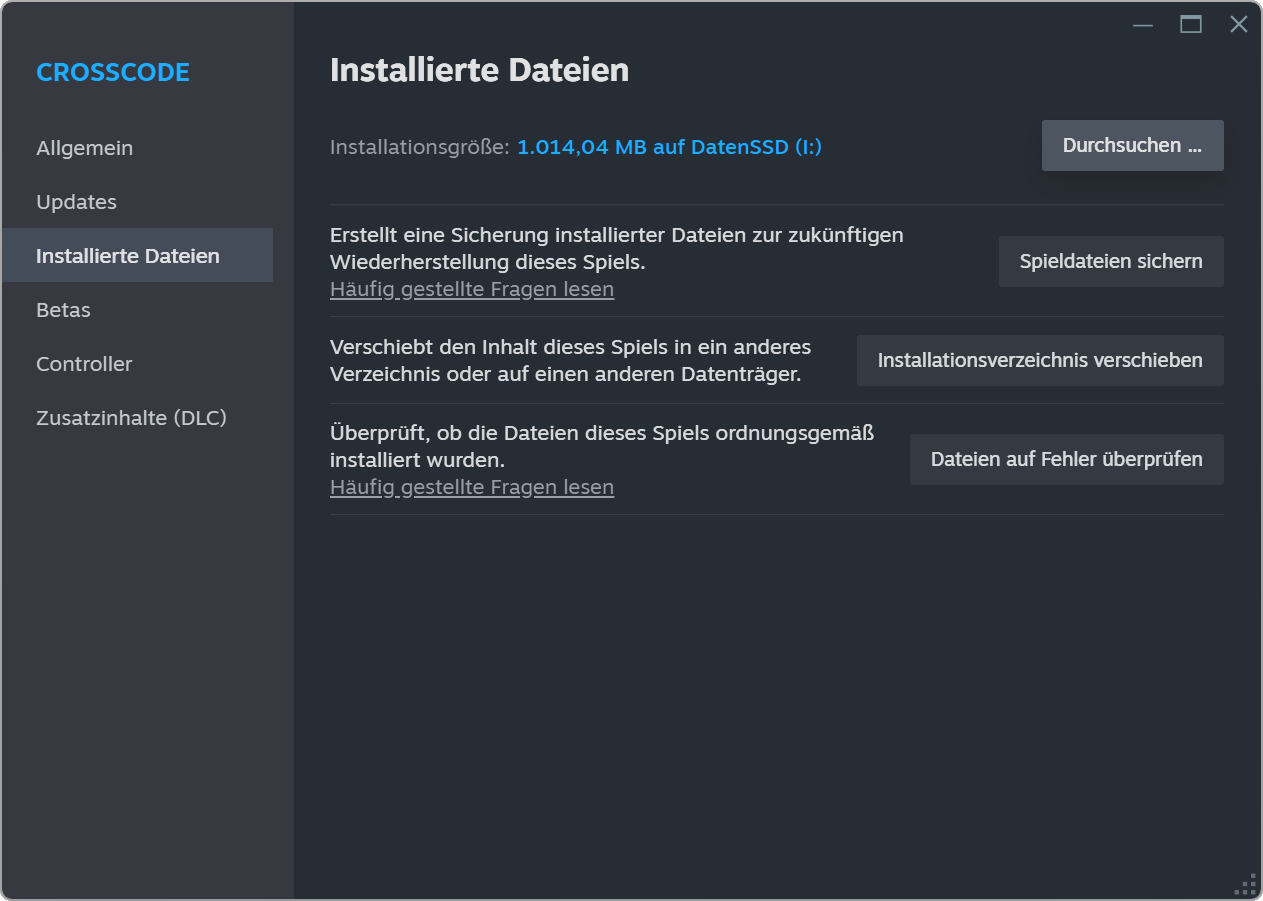 CROSSCODE
Allgemein
Updates
Installierte Dateien
Betas
Controller
Zusatzinhalte (DLC)
Installierte Dateien
Installationsgröße: 1.014,04 MB auf DatenSSD (I:)
Durchsuchen ...
Erstellt eine Sicherung installierter Dateien zur zukünftigen
Wiederherstellung dieses Spiels.
Häufig gestellte Fragen lesen
Spieldateien sichern
Verschiebt den Inhalt dieses Spiels in ein anderes
Verzeichnis oder auf einen anderen Datenträger.
Installationsverzeichnis verschieben
Überprüft, ob die Dateien dieses Spiels ordnungsgemäß
installiert wurden.
Häufig gestellte Fragen lesen
Dateien auf Fehler überprüfen